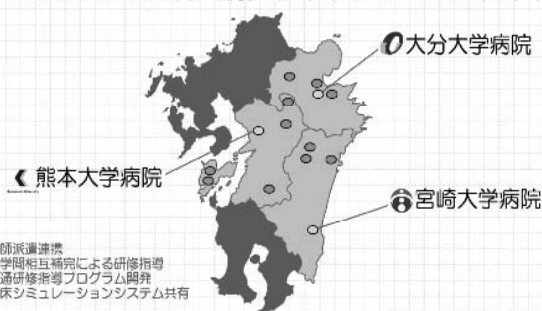 大分大学病院
熊本大学病院
宮崎大学病院
師派遣連携
学間相互補完による研修指導
通研修指導プログラム開発
床シミュレーションシステム共有